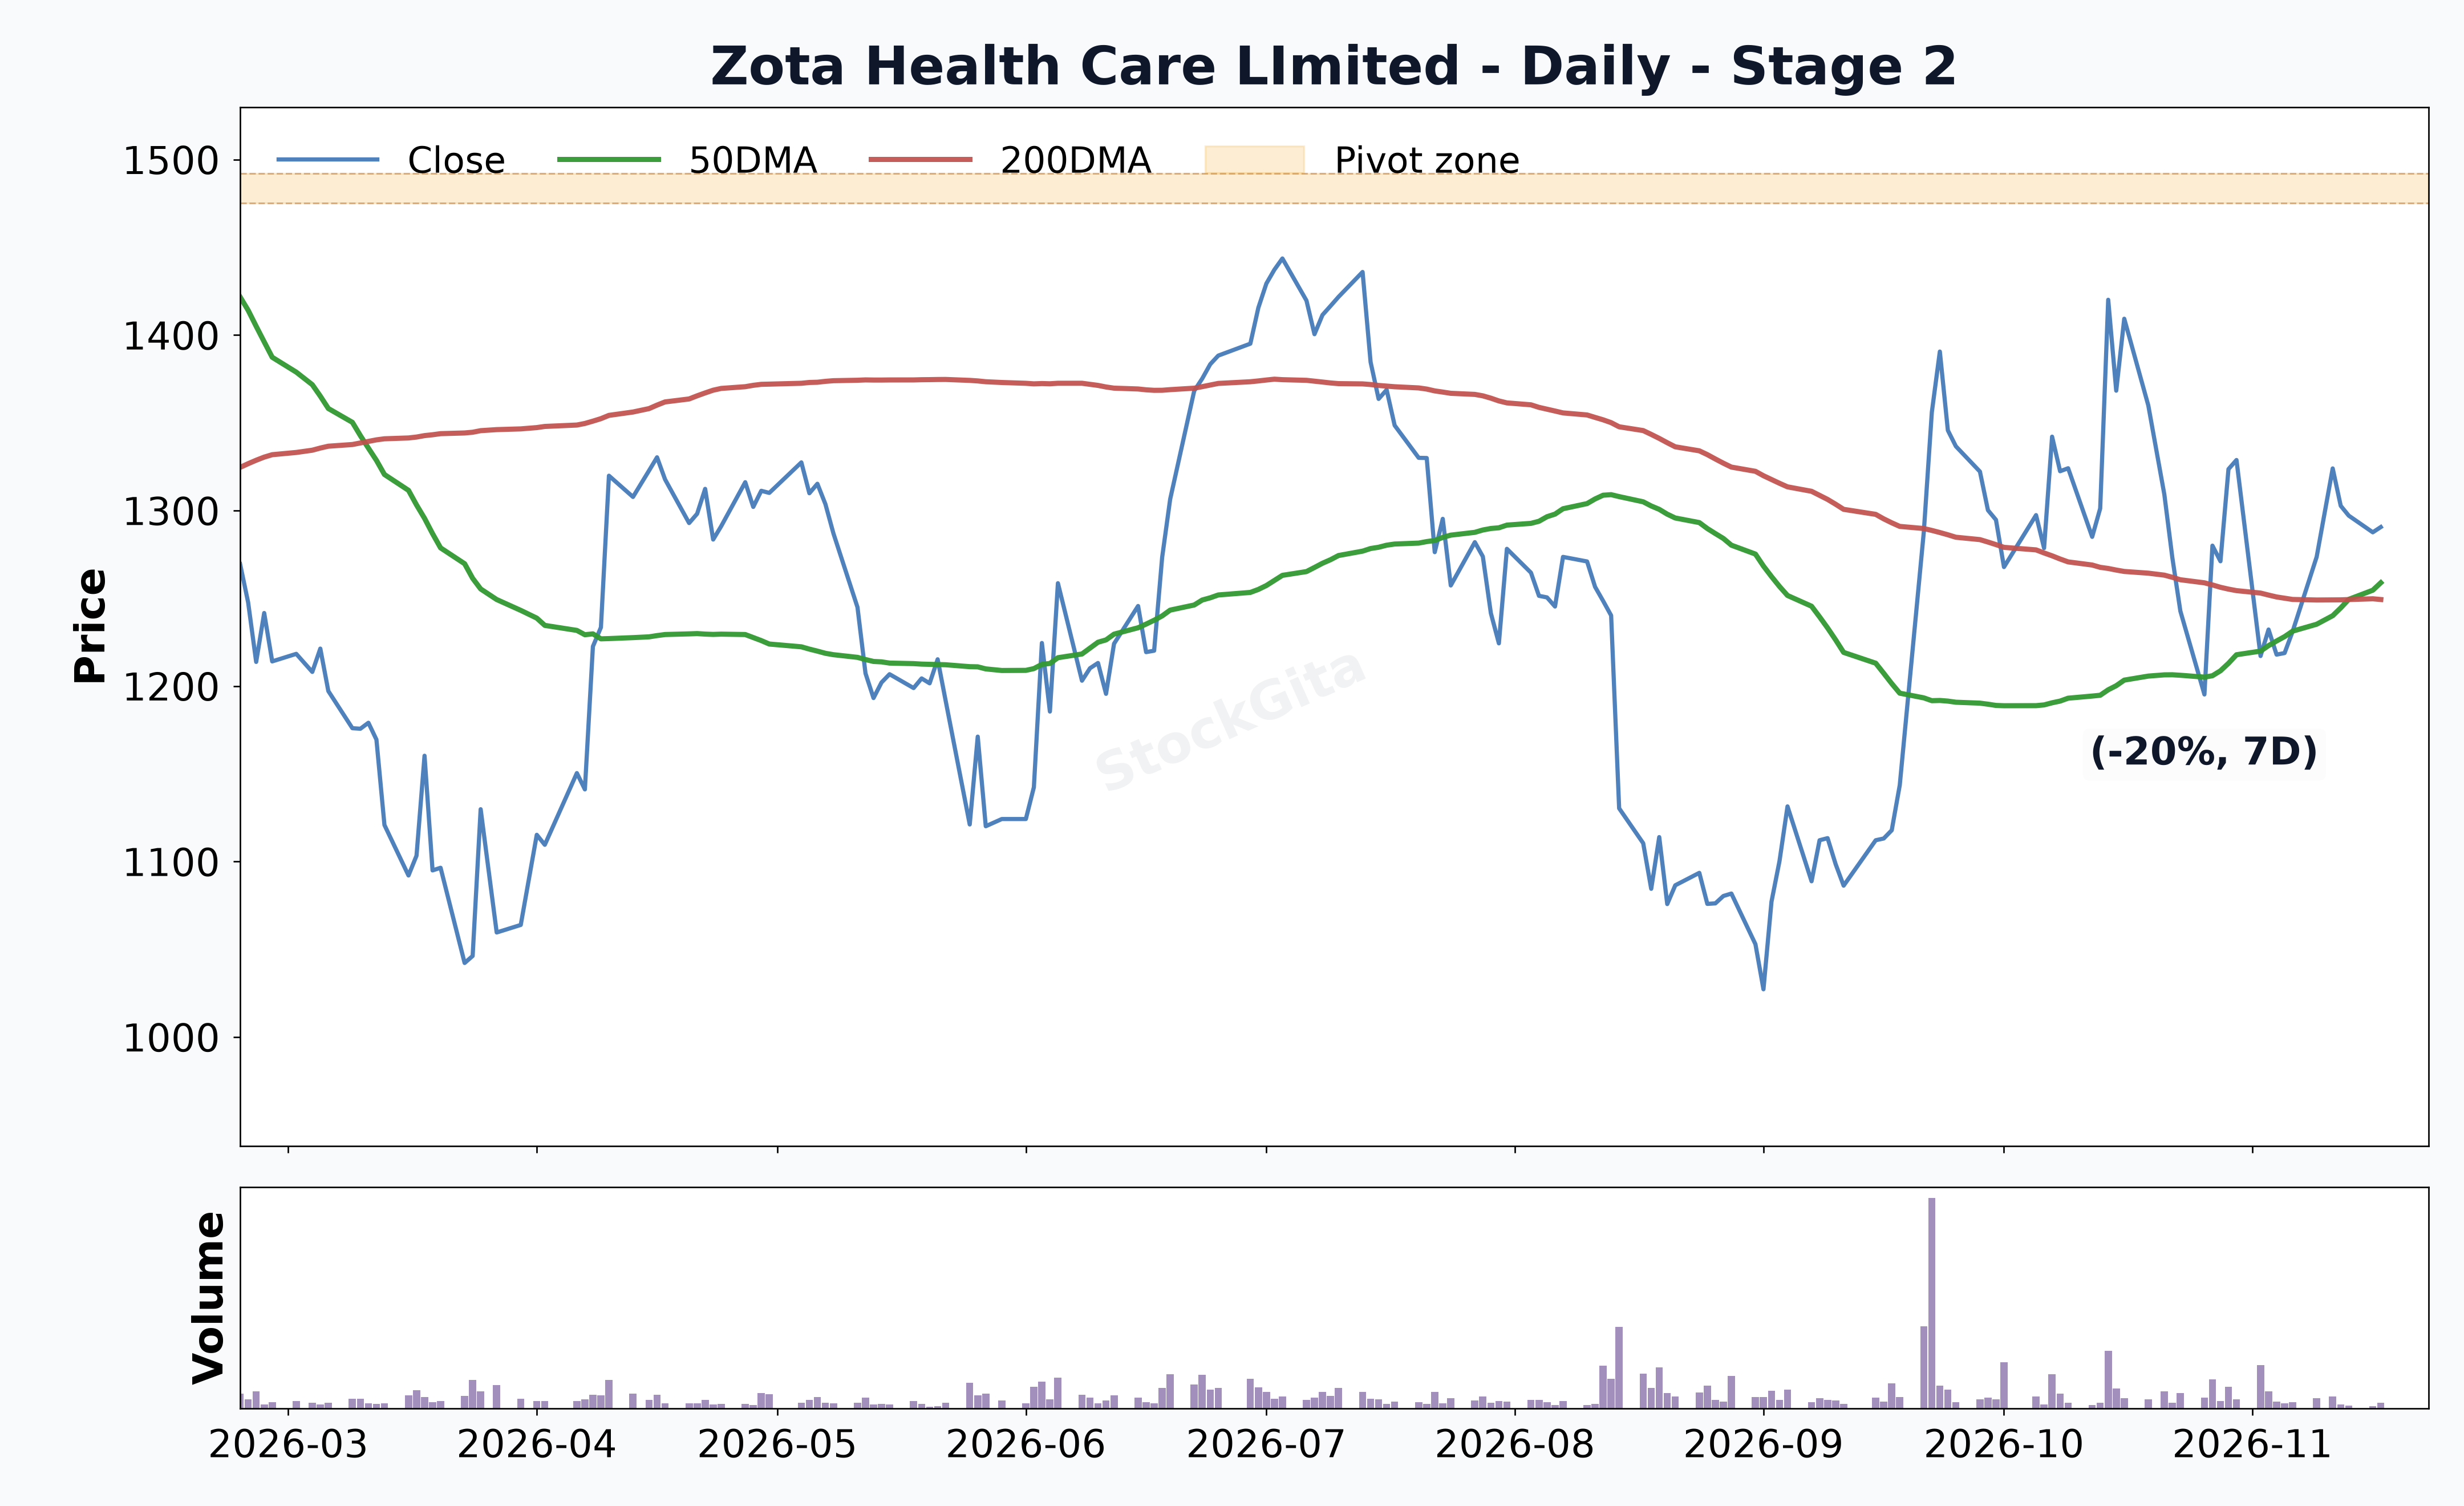 Zota Health Care LImited - Daily - Stage 2
Close 50DMA 200DMA Pivot zone
1500
1400
1300
1200
1100
1000
Price
StockGita
(-20%, 7D)
Volume
2026-03 2026-04 2026-05 2026-06 2026-07 2026-08 2026-09 2026-10 2026-11